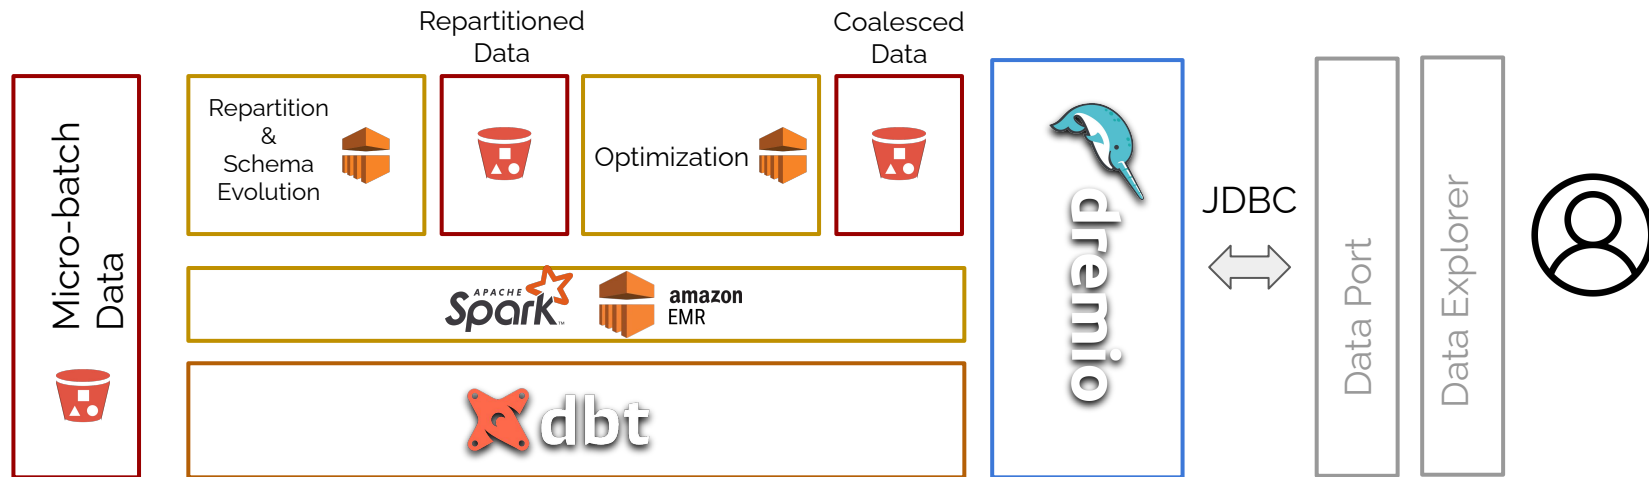 Repartitioned
Data
Coalesced
Data
Micro-batch
Data
Repartition
&
Schema
Evolution
Optimization
APACHE
Spark™
amazon
EMR
dbt
dremio
JDBC
Data Port
Data Explorer